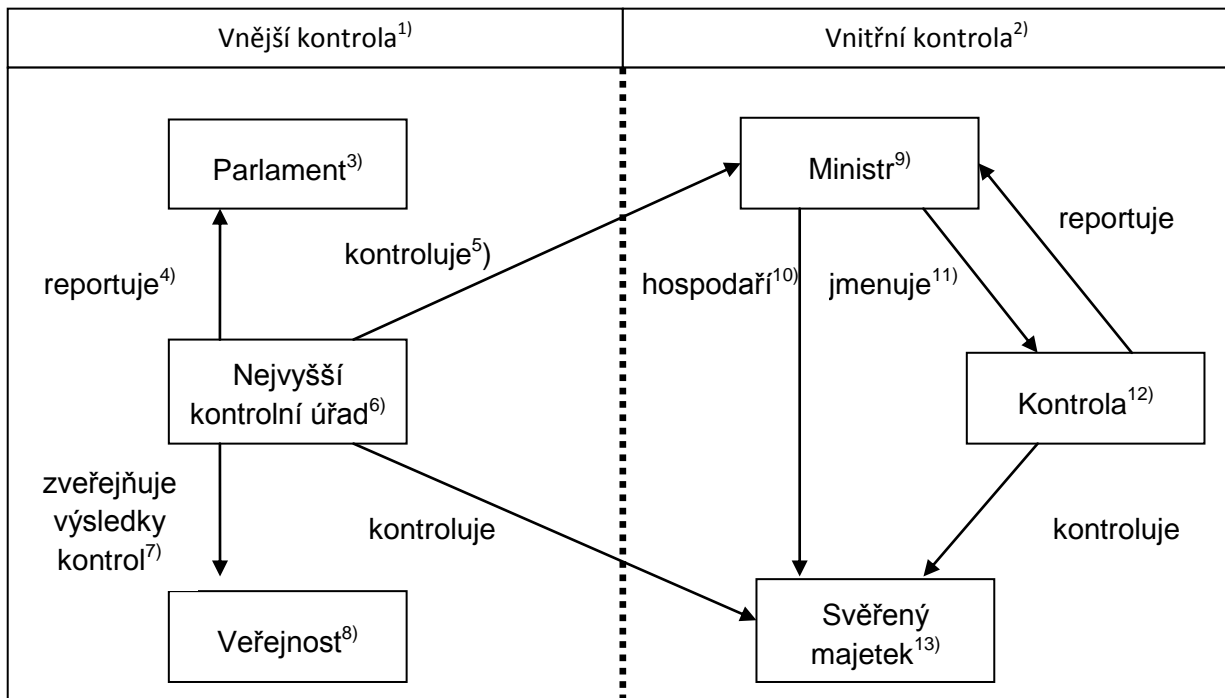 Vnější kontrola1)
Vnitřní kontrola2)
Parlament3)
Ministr9)
reportuje
kontroluje5)
reportuje4)
hospodaří10)
jmenuje11)
Nejvyšší
kontrolní úřad6)
Kontrola12)
zveřejňuje
výsledky
kontrol7)
kontroluje
kontroluje
Veřejnost8)
Svěřený
majetek13)